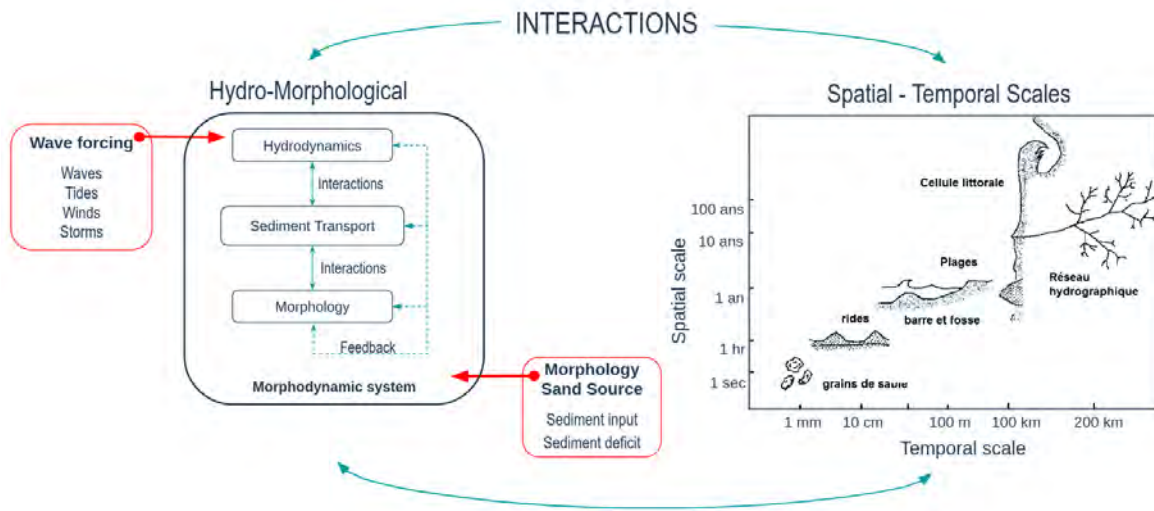 INTERACTIONS
Hydro-Morphological
Wave forcing
Waves
Tides
Winds
Storms
Hydrodynamics
Interactions
Sediment Transport
Interactions
Morphology
Feedback
Morphodynamic system
Morphology
Sand Source
Sediment input
Sediment deficit
Spatial - Temporal Scales
Spatial scale
100 ans
10 ans
1 an
1 hr
1 sec
Cellule littorale
Plages
Réseau
hydrographique
rides
barre et fosse
grains de saule
1 mm
10 cm
100 m
100 km
200 km
Temporal scale